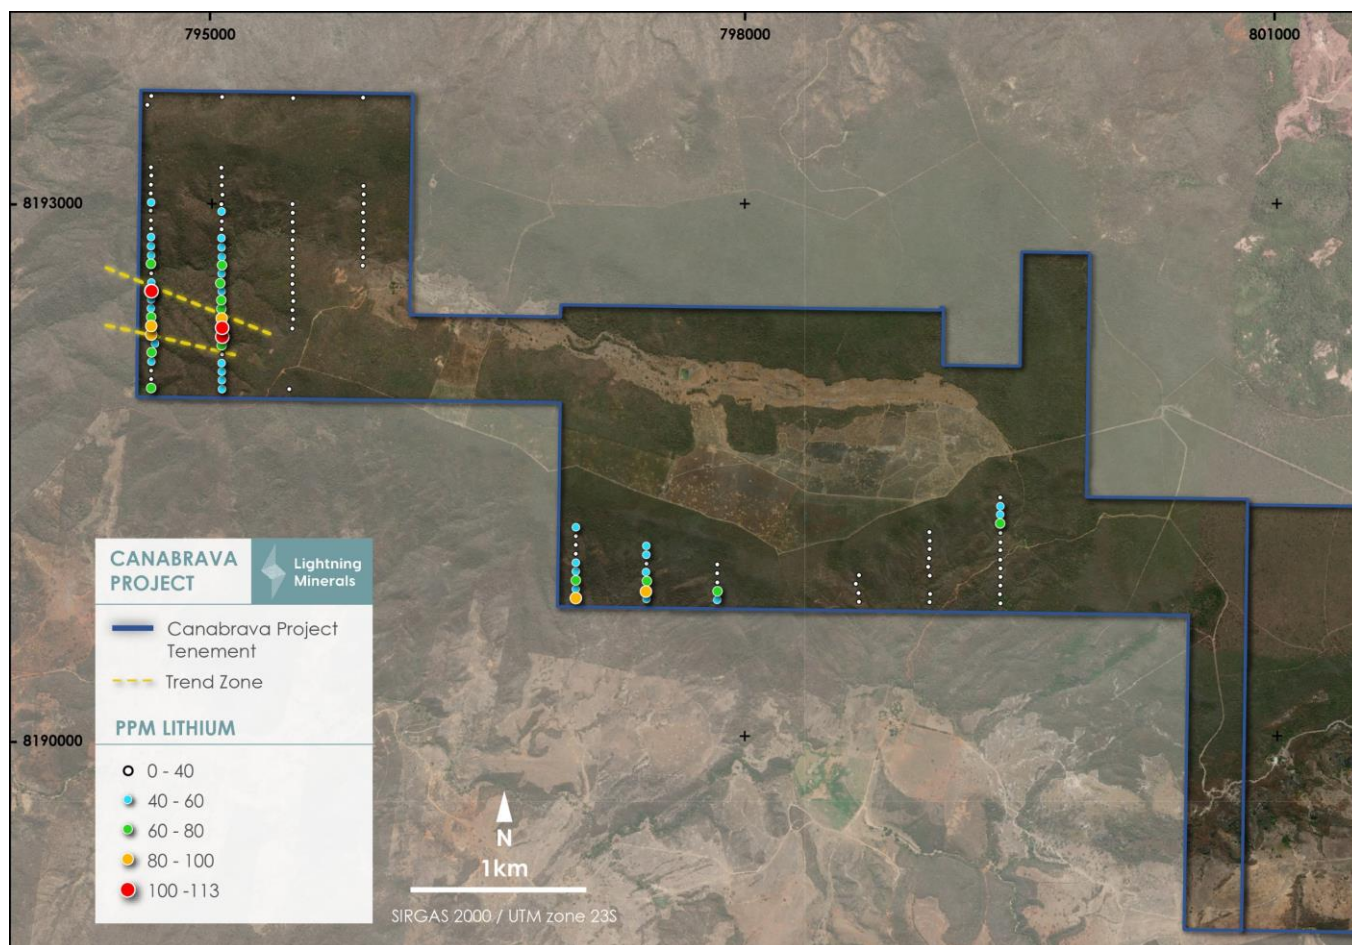 795000
798000
801000
8193000
8190000
CANABRAVA
PROJECT
Lightning
Minerals
Canabrava Project
Tenement
Trend Zone
PPM LITHIUM
0 - 40
40 - 60
60 - 80
80 - 100
100 -113
N
1km
SIRGAS 2000 / UTM zone 23S